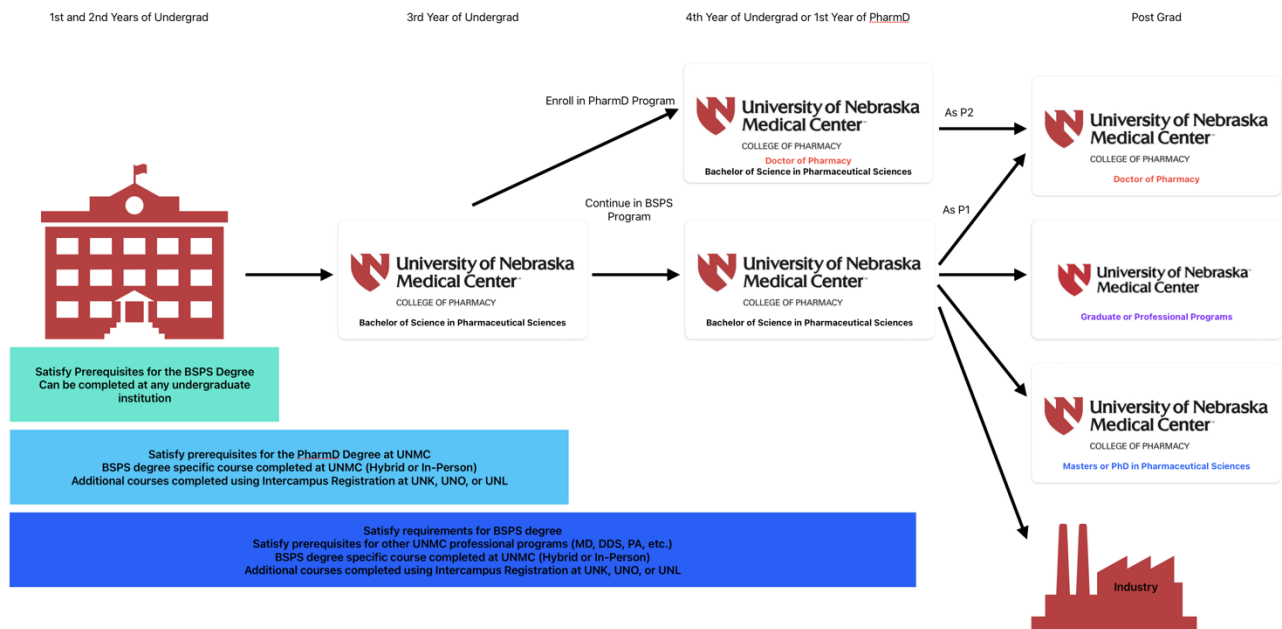 1st and 2nd Years of Undergrad
3rd Year of Undergrad
4th Year of Undergrad or 1st Year of PharmD
Post Grad
Enroll in PharmD Program
University of Nebraska
Medical Center™
COLLEGE OF PHARMACY
Doctor of Pharmacy
Bachelor of Science in Pharmaceutical Sciences
As P2
University of Nebraska
Medical Center™
COLLEGE OF PHARMACY
Doctor of Pharmacy
Continue in BSPS
Program
As P1
University of Nebraska
Medical Center™
COLLEGE OF PHARMACY
Bachelor of Science in Pharmaceutical Sciences
University of Nebraska
Medical Center™
COLLEGE OF PHARMACY
Bachelor of Science in Pharmaceutical Sciences
University of Nebraska™
Medical Center
Graduate or Professional Programs
Satisfy Prerequisites for the BSPS Degree
Can be completed at any undergraduate
institution
University of Nebraska
Medical Center™
COLLEGE OF PHARMACY
Masters or PhD in Pharmaceutical Sciences
Satisfy prerequisites for the PharmD Degree at UNMC
BSPS degree specific course completed at UNMC (Hybrid or In-Person)
Additional courses completed using Intercampus Registration at UNK, UNO, or UNL
Satisfy requirements for BSPS degree
Satisfy prerequisites for other UNMC professional programs (MD, DDS, PA, etc.)
BSPS degree specific course completed at UNMC (Hybrid or In-Person)
Additional courses completed using Intercampus Registration at UNK, UNO, or UNL
Industry